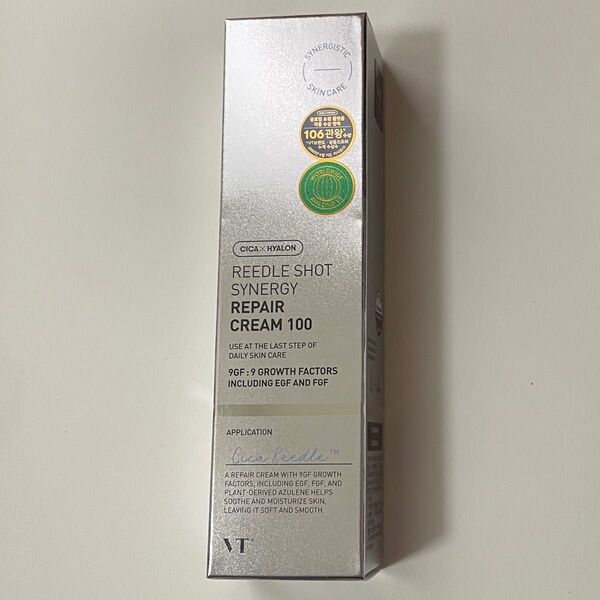 SYNERGISTIC
SKIN CARE
106관왕
WORLDWIDE
CICA × HYALON
REEDLE SHOT
SYNERGY
REPAIR
CREAM 100
USE AT THE LAST STEP OF
DAILY SKIN CARE
9GF : 9 GROWTH FACTORS
INCLUDING EGF AND FGF
APPLICATION
Cica Reedle™
A REPAIR CREAM WITH 9GF GROWTH
FACTORS, INCLUDING EGF, FGF, AND
PLANT-DERIVED AZULENE HELPS
SOOTHE AND MOISTURIZE SKIN,
LEAVING IT SOFT AND SMOOTH.
VT